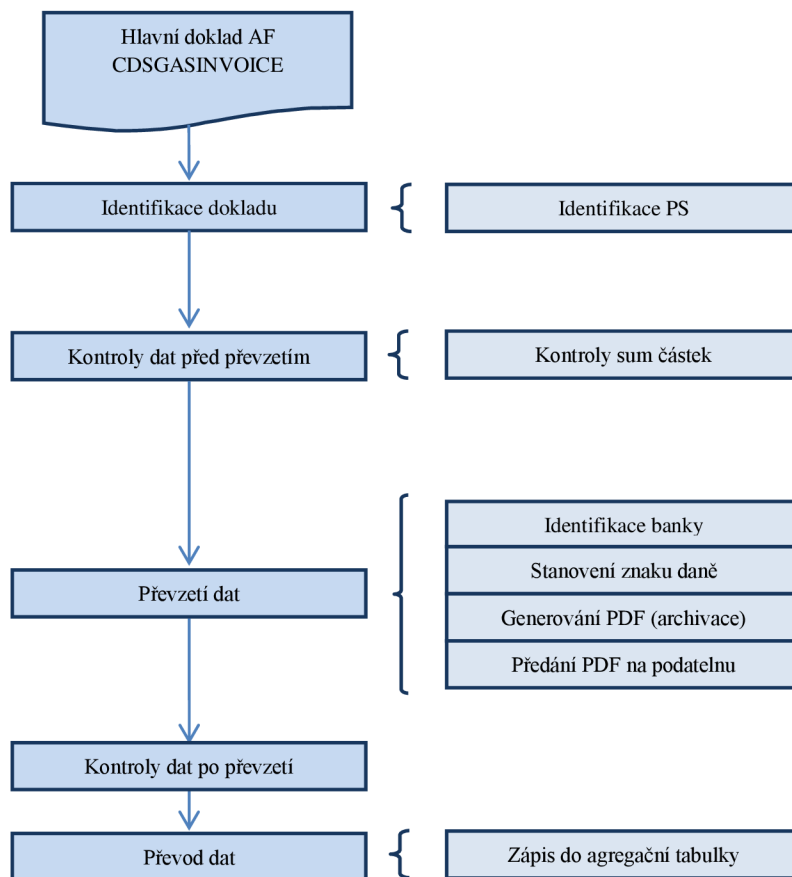 Hlavní doklad AF
CDSGASINVOICE
Identifikace dokladu
Identifikace PS
Kontroly dat před převzetím
Kontroly sum částek
Převzetí dat
Identifikace banky
Stanovení znaku daně
Generování PDF (archivace)
Předání PDF na podatelnu
Kontroly dat po převzetí
Převod dat
Zápis do agregační tabulky